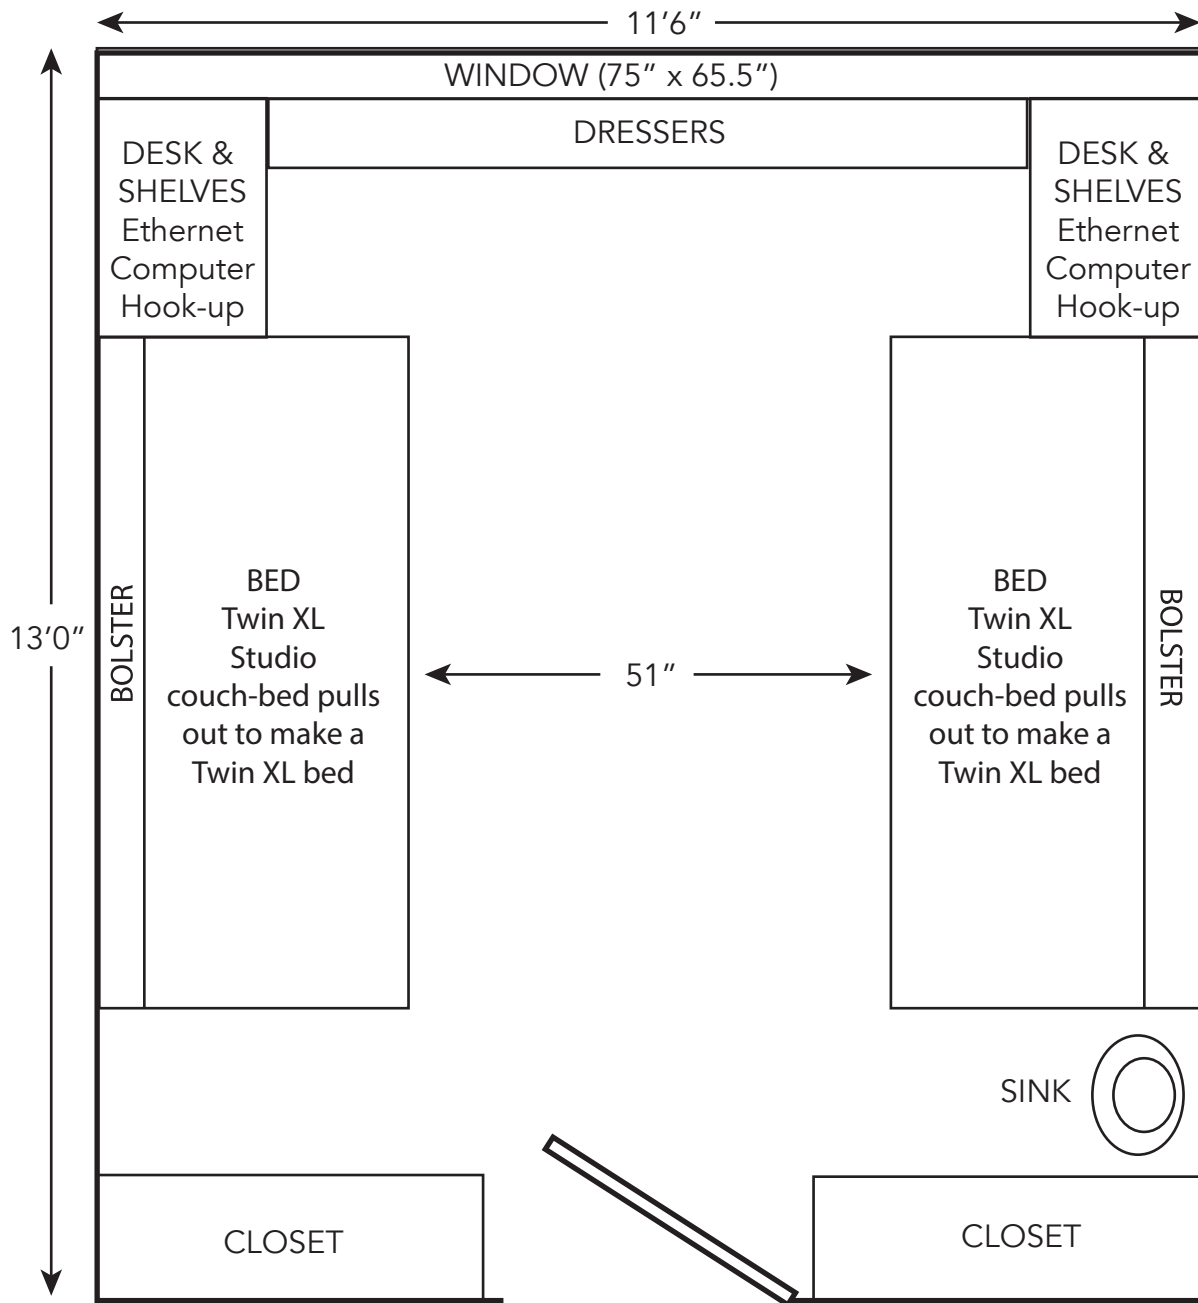 11'6"
WINDOW (75" x 65.5")
DRESSERS
DESK &
SHELVES
Ethernet
Computer
Hook-up
DESK &
SHELVES
Ethernet
Computer
Hook-up
13'0"
BOLSTER
BED
Twin XL
Studio
couch-bed pulls
out to make a
Twin XL bed
51"
BED
Twin XL
Studio
couch-bed pulls
out to make a
Twin XL bed
BOLSTER
SINK
CLOSET
CLOSET